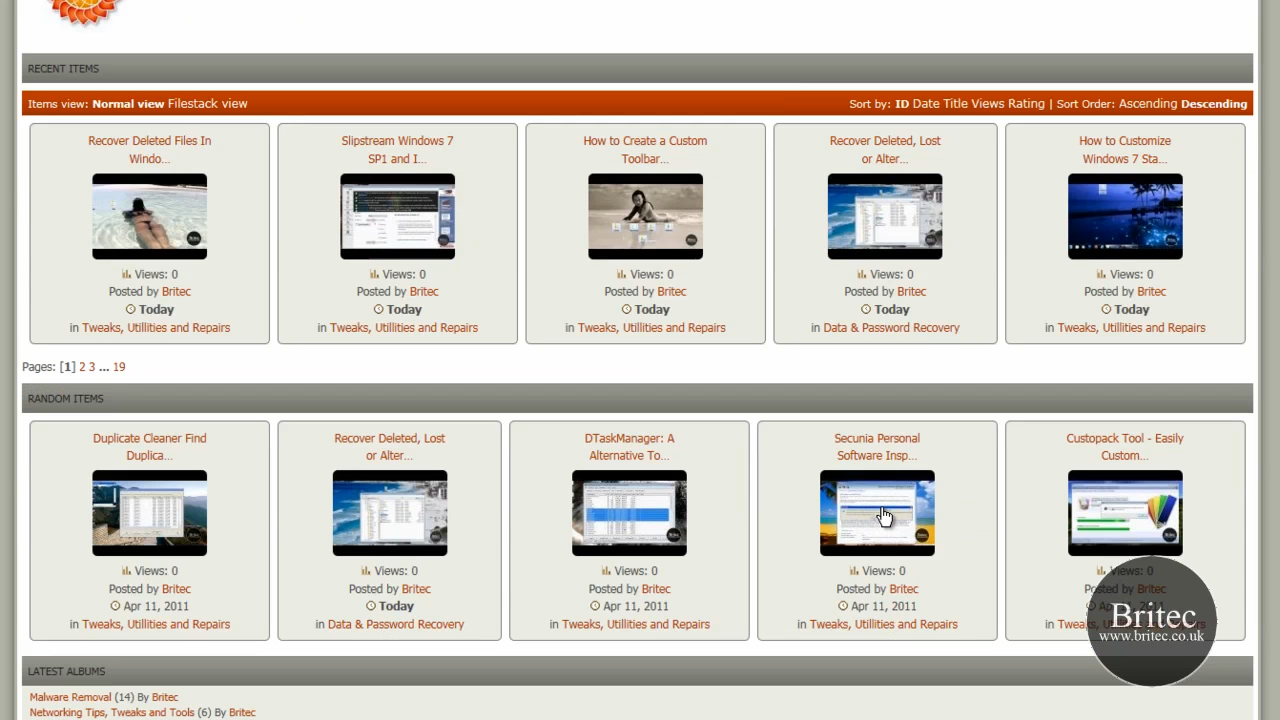 RECENT ITEMS
Items view: Normal view Filestack view
Sort by: ID Date Title Views Rating | Sort Order: Ascending Descending
Recover Deleted Files In
Windo...
Views: 0
Posted by Britec
Today
in Tweaks, Utillities and Repairs
Slipstream Windows 7
SP1 and I...
Views: 0
Posted by Britec
Today
in Tweaks, Utillities and Repairs
How to Create a Custom
Toolbar...
Views: 0
Posted by Britec
Today
in Tweaks, Utillities and Repairs
Recover Deleted, Lost
or Alter...
Views: 0
Posted by Britec
Today
in Data & Password Recovery
How to Customize
Windows 7 Sta...
Views: 0
Posted by Britec
Today
in Tweaks, Utillities and Repairs
Pages: [1] 2 3 ... 19
RANDOM ITEMS
Duplicate Cleaner Find
Duplica...
Views: 0
Posted by Britec
Apr 11, 2011
in Tweaks, Utillities and Repairs
Recover Deleted, Lost
or Alter...
Views: 0
Posted by Britec
Today
in Data & Password Recovery
DTaskManager: A
Alternative To...
Views: 0
Posted by Britec
Apr 11, 2011
in Tweaks, Utillities and Repairs
Secunia Personal
Software Insp...
Views: 0
Posted by Britec
Apr 11, 2011
in Tweaks, Utillities and Repairs
Custopack Tool - Easily
Custom...
Views: 0
Posted by Britec
in
Britec
www.britec.co.uk
LATEST ALBUMS
Malware Removal (14) By Britec
Networking Tips, Tweaks and Tools (6) By Britec